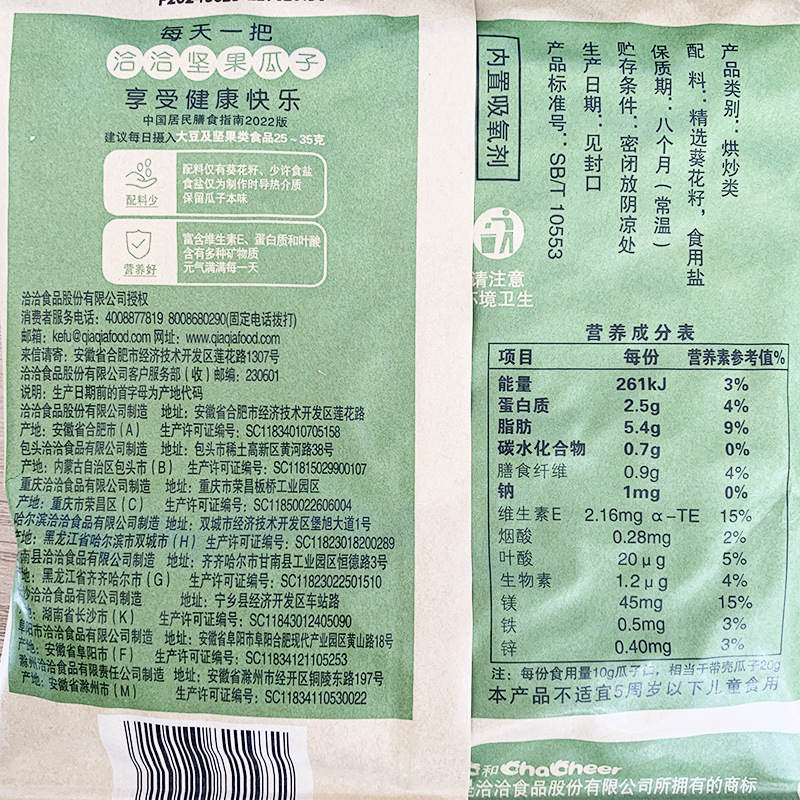 每天一把
洽洽坚果瓜子
享受健康快乐
中国居民膳食指南2022版
建议每日摄入大豆及坚果类食品25~35克
配料少
配料仅有葵花籽、少许食盐
食盐仅为制作时导热介质
保留瓜子本味
营养好
富含维生素E、蛋白质和叶酸
含有多种矿物质
元气满满每一天
洽洽食品股份有限公司授权
消费者服务电话：4008877819 8008680290(固定电话拨打)
邮箱：kefu@qiaqiafood.com 网址：www.qiaqiafood.com
来信请寄：安徽省合肥市经济技术开发区莲花路1307号
洽洽食品股份有限公司客户服务部（收）邮编：230601
说明：生产日期前的首字母为产地代码
洽洽食品股份有限公司制造 地址：安徽省合肥市经济技术开发区莲花路
产地：安徽省合肥市（A） 生产许可证编号：SC11834010705158
包头洽洽食品有限公司制造 地址：包头市稀土高新区黄河路38号
产地：内蒙古自治区包头市（B） 生产许可证编号：SC11815029900107
重庆洽洽食品有限公司制造 地址：重庆市荣昌板桥工业园区
产地：重庆市荣昌区（C） 生产许可证编号：SC11850022606004
哈尔滨洽洽食品有限公司制造 地址：双城市经济技术开发区堡旭大道1号
产地：黑龙江省哈尔滨市双城市（H） 生产许可证编号：SC11823018200289
南县洽洽食品有限公司制造 地址：齐齐哈尔市甘南县工业园区恒德路3号
地：黑龙江省齐齐哈尔市（G） 生产许可证编号：SC11823022501510
沙洽洽食品有限公司制造 地址：宁乡县经济开发区车站路
地：湖南省长沙市（K） 生产许可证编号：SC11843012405090
阜阳市洽洽食品有限公司制造 地址：安徽省阜阳市阜阳合肥现代产业园区黄山路18号
产地：安徽省阜阳市（F） 生产许可证编号：SC11834121105253
滁州洽洽食品有限责任公司制造 地址：安徽省滁州市经开区铜陵东路197号
产地：安徽省滁州市（M） 生产许可证编号：SC11834110530022
产品类别：烘炒类
配 料：精选葵花籽，食用盐
保质期：八个月（常温）
贮存条件：密闭放阴凉处
生产日期：见封口
产品标准号：SB/T 10553
内置吸氧剂
请注意
环境卫生
营养成分表
项目 每份 营养素参考值%
能量 261kJ 3%
蛋白质 2.5g 4%
脂肪 5.4g 9%
碳水化合物 0.7g 0%
膳食纤维 0.9g 4%
钠 1mg 0%
维生素E 2.16mg α-TE 15%
烟酸 0.28mg 2%
叶酸 20μg 5%
生物素 1.2μg 4%
镁 45mg 15%
铁 0.5mg 3%
锌 0.40mg 3%
注：每份食用量10g瓜子仁，相当于带壳瓜子20g
本产品不适宜5周岁以下儿童食用
和ChaCheer
洽洽食品股份有限公司所拥有的商标